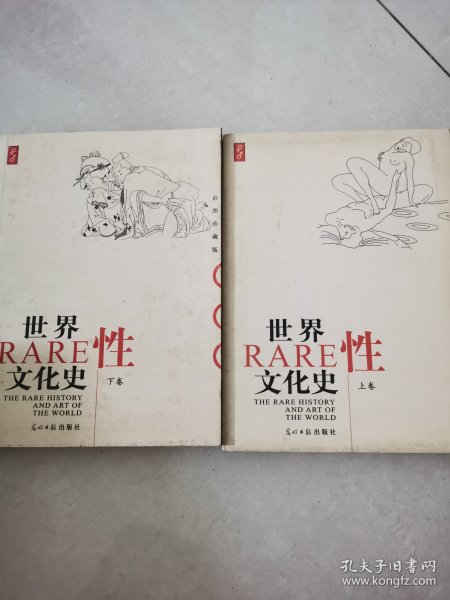 彩图珍藏版
世界
RARE性
文化史
下卷
THE RARE HISTORY
AND ART OF
THE WORLD
光明日报出版社
世界
RARE性
文化史
上卷
THE RARE HISTORY
AND ART OF
THE WORLD
光明日报出版社
孔夫子旧书网
www.kongfz.com